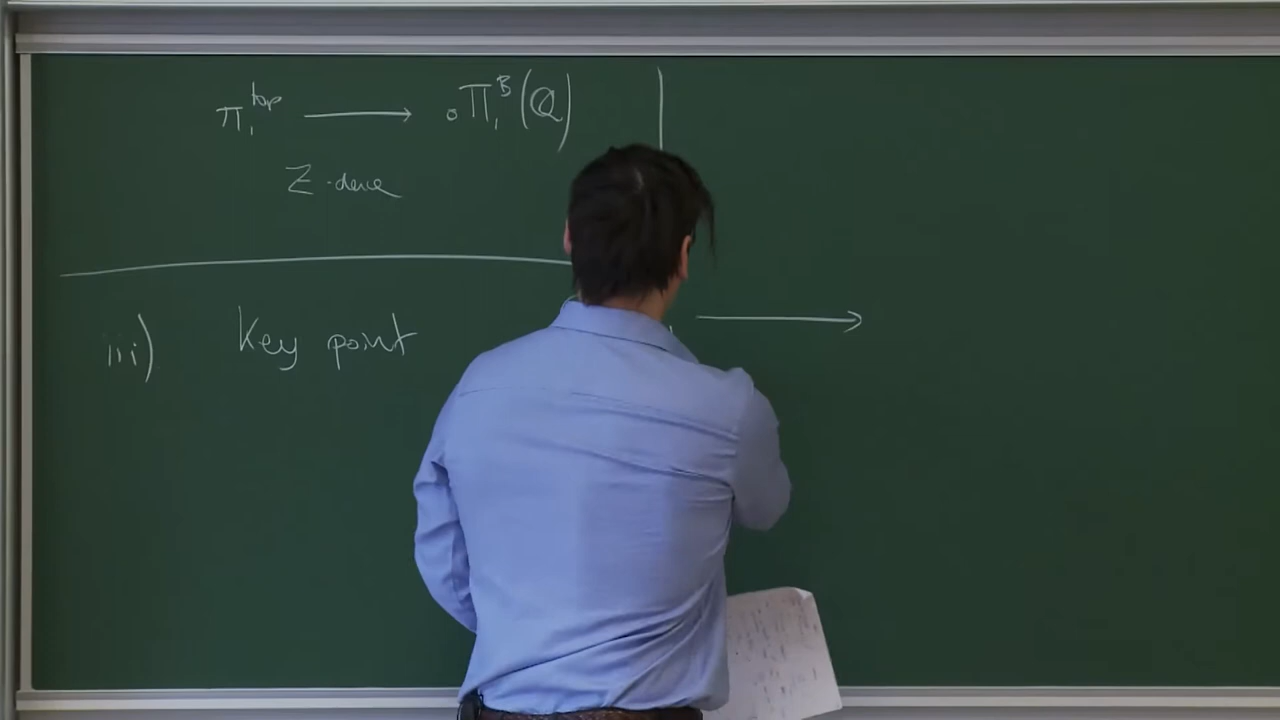 π₁^top ⟶ ₀Π₁^B(ℚ)
Z-dense
iii) Key point ⟶